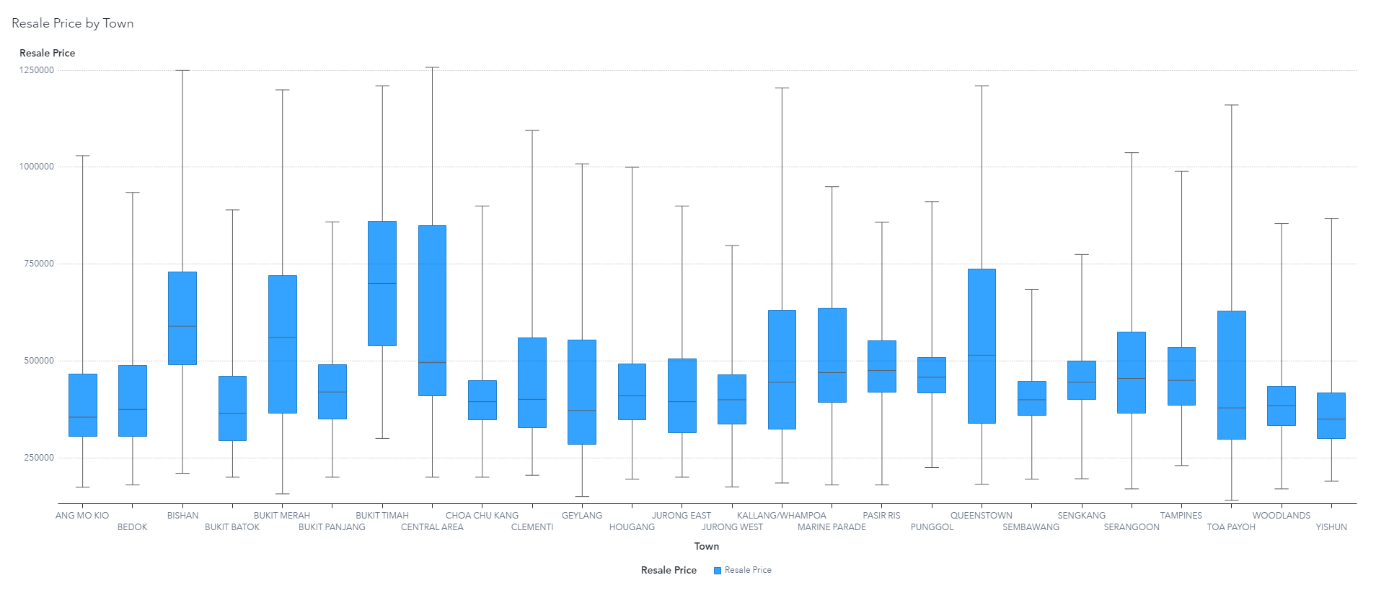 Resale Price by Town
Resale Price
1250000
1000000
750000
500000
250000
ANG MO KIO
BEDOK
BISHAN
BUKIT BATOK
BUKIT MERAH
BUKIT PANJANG
BUKIT TIMAH
CENTRAL AREA
CHOA CHU KANG
CLEMENTI
GEYLANG
HOUGANG
JURONG EAST
JURONG WEST
KALLANG/WHAMPOA
MARINE PARADE
PASIR RIS
PUNGGOL
QUEENSTOWN
SEMBAWANG
SENGKANG
SERANGOON
TAMPINES
TOA PAYOH
WOODLANDS
YISHUN
Town
Resale Price Resale Price